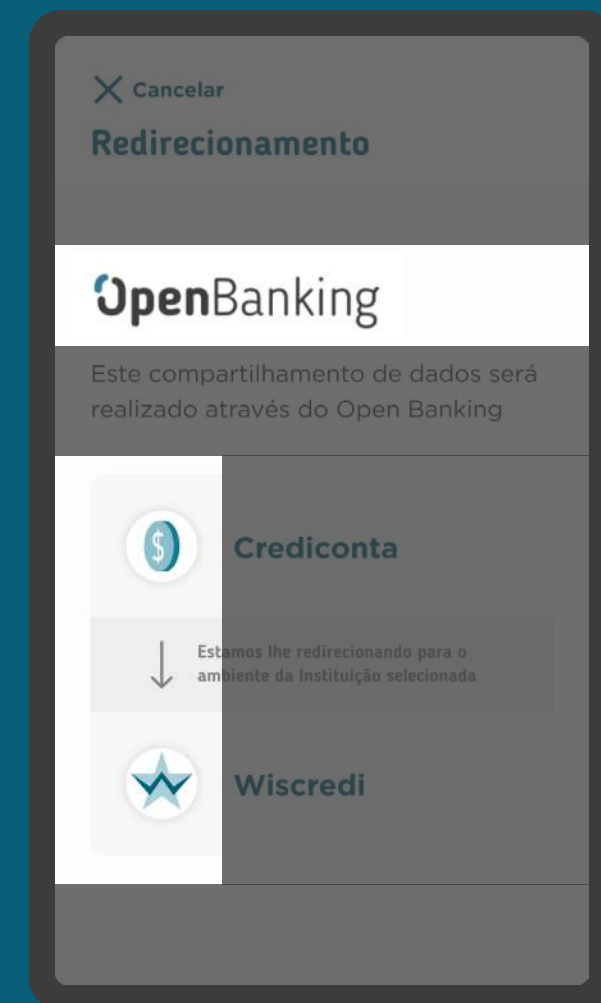 Cancelar
Redirecionamento
OpenBanking
Este compartilhamento de dados será
realizado através do Open Banking
$
Crediconta
Estamos lhe redirecionando para o
ambiente da Instituição selecionada
Wiscredi